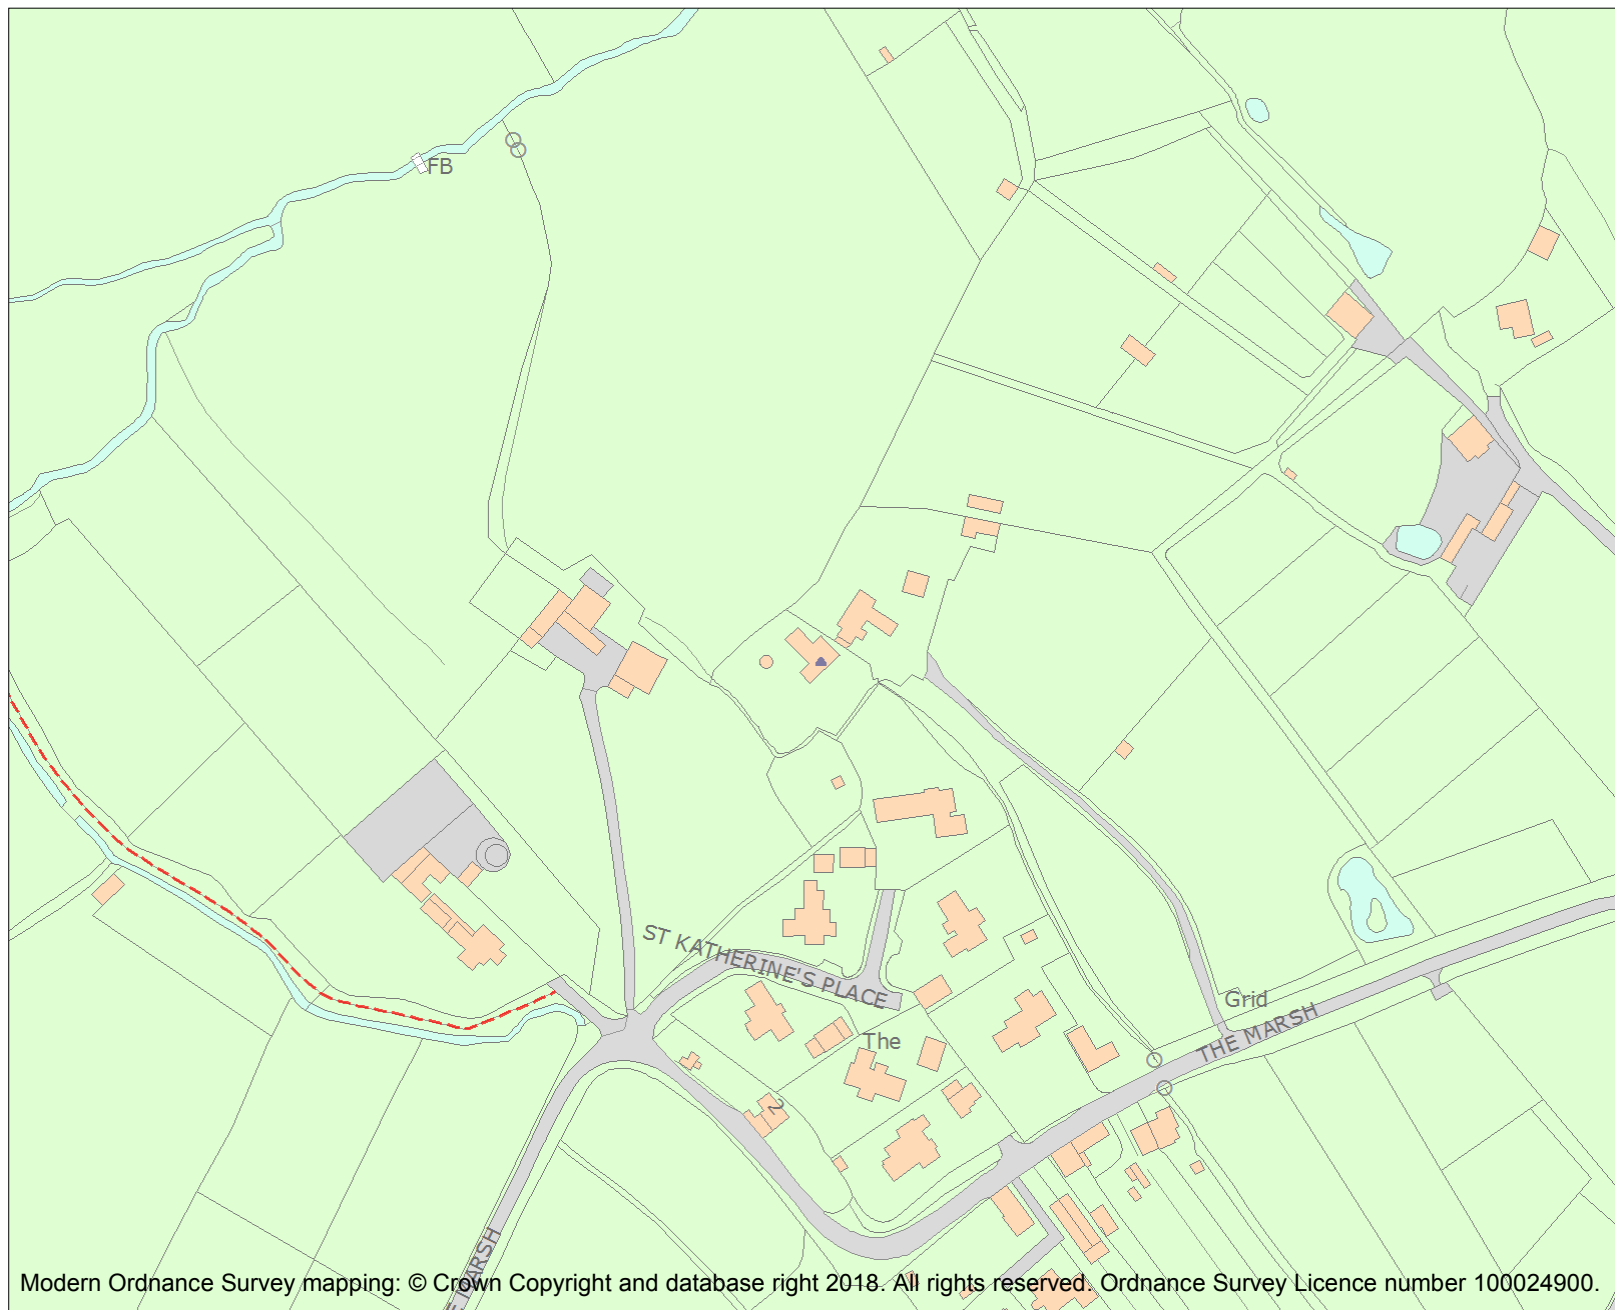 FB
ST KATHERINE'S PLACE
Grid
THE MARSH
The
2
MARSH
Modern Ordnance Survey mapping: © Crown Copyright and database right 2018. All rights reserved. Ordnance Survey Licence number 100024900.